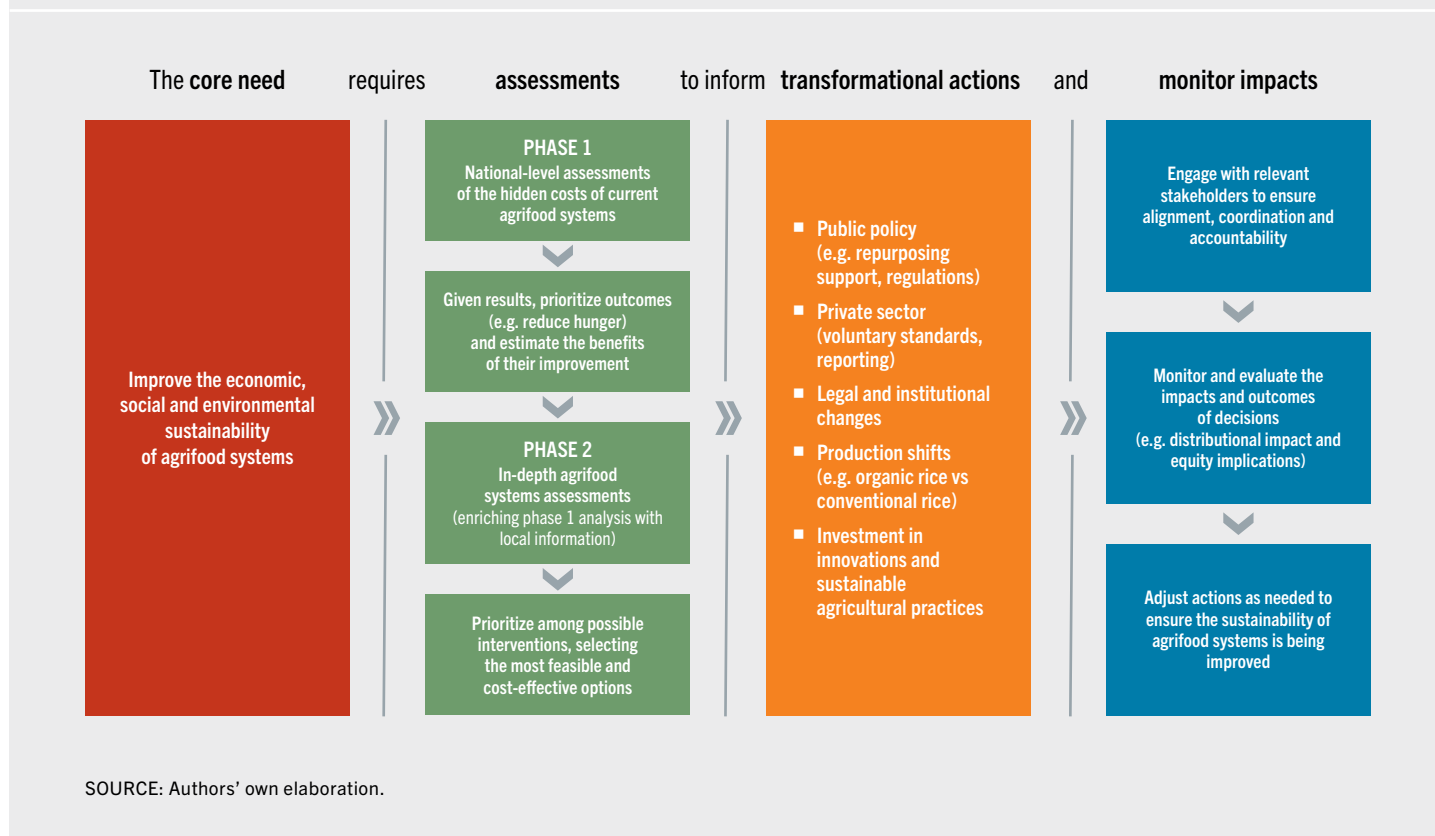 The core need requires assessments to inform transformational actions and monitor impacts
Improve the economic,
social and environmental
sustainability
of agrifood systems
PHASE 1
National-level assessments
of the hidden costs of current
agrifood systems
Given results, prioritize outcomes
(e.g. reduce hunger)
and estimate the benefits
of their improvement
PHASE 2
In-depth agrifood
systems assessments
(enriching phase 1 analysis with
local information)
Prioritize among possible
interventions, selecting
the most feasible and
cost-effective options
■ Public policy
(e.g. repurposing
support, regulations)
■ Private sector
(voluntary standards,
reporting)
■ Legal and institutional
changes
■ Production shifts
(e.g. organic rice vs
conventional rice)
■ Investment in
innovations and
sustainable
agricultural practices
Engage with relevant
stakeholders to ensure
alignment, coordination and
accountability
Monitor and evaluate the
impacts and outcomes
of decisions
(e.g. distributional impact and
equity implications)
Adjust actions as needed to
ensure the sustainability of
agrifood systems is being
improved
SOURCE: Authors’ own elaboration.